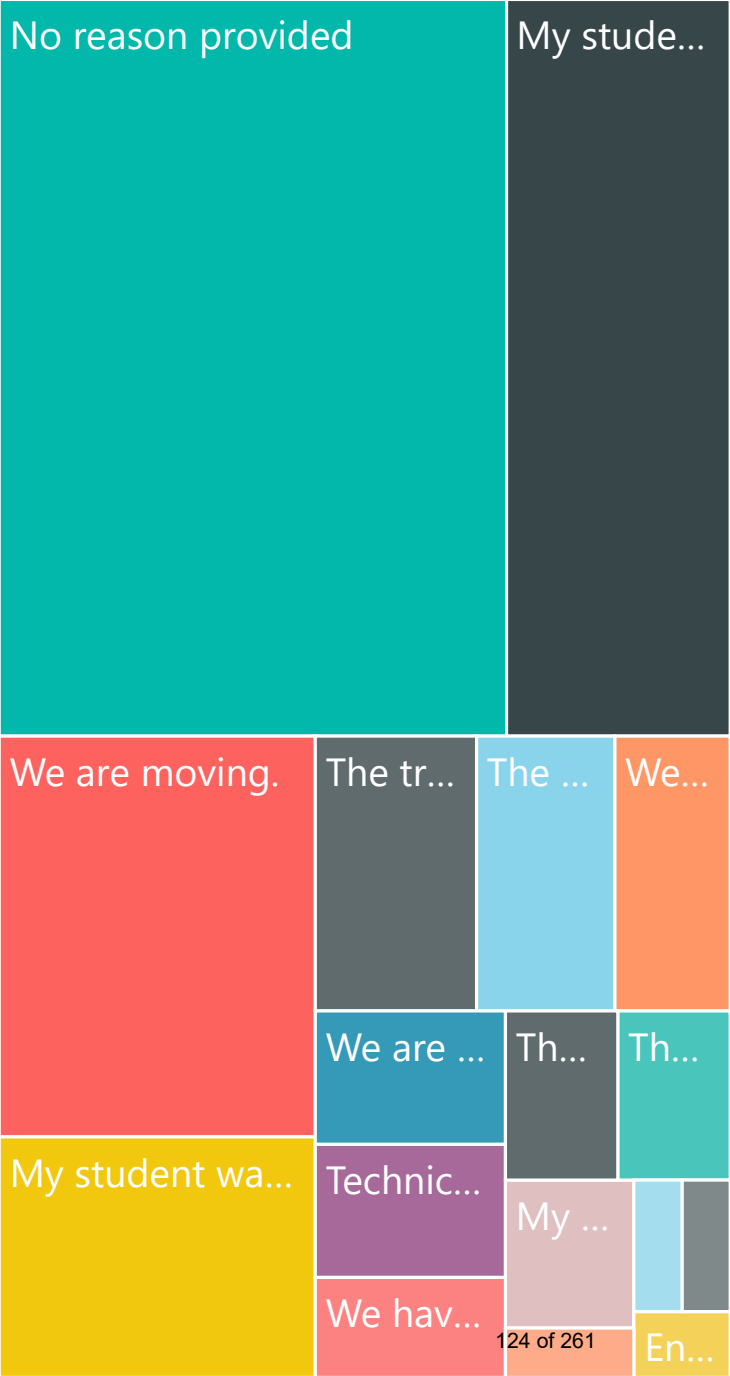 No reason provided
My stude...
We are moving.
The tr...
The ...
We...
We are ...
Th...
Th...
My student wa...
Technic...
My ...
We hav...
124 of 261
En...